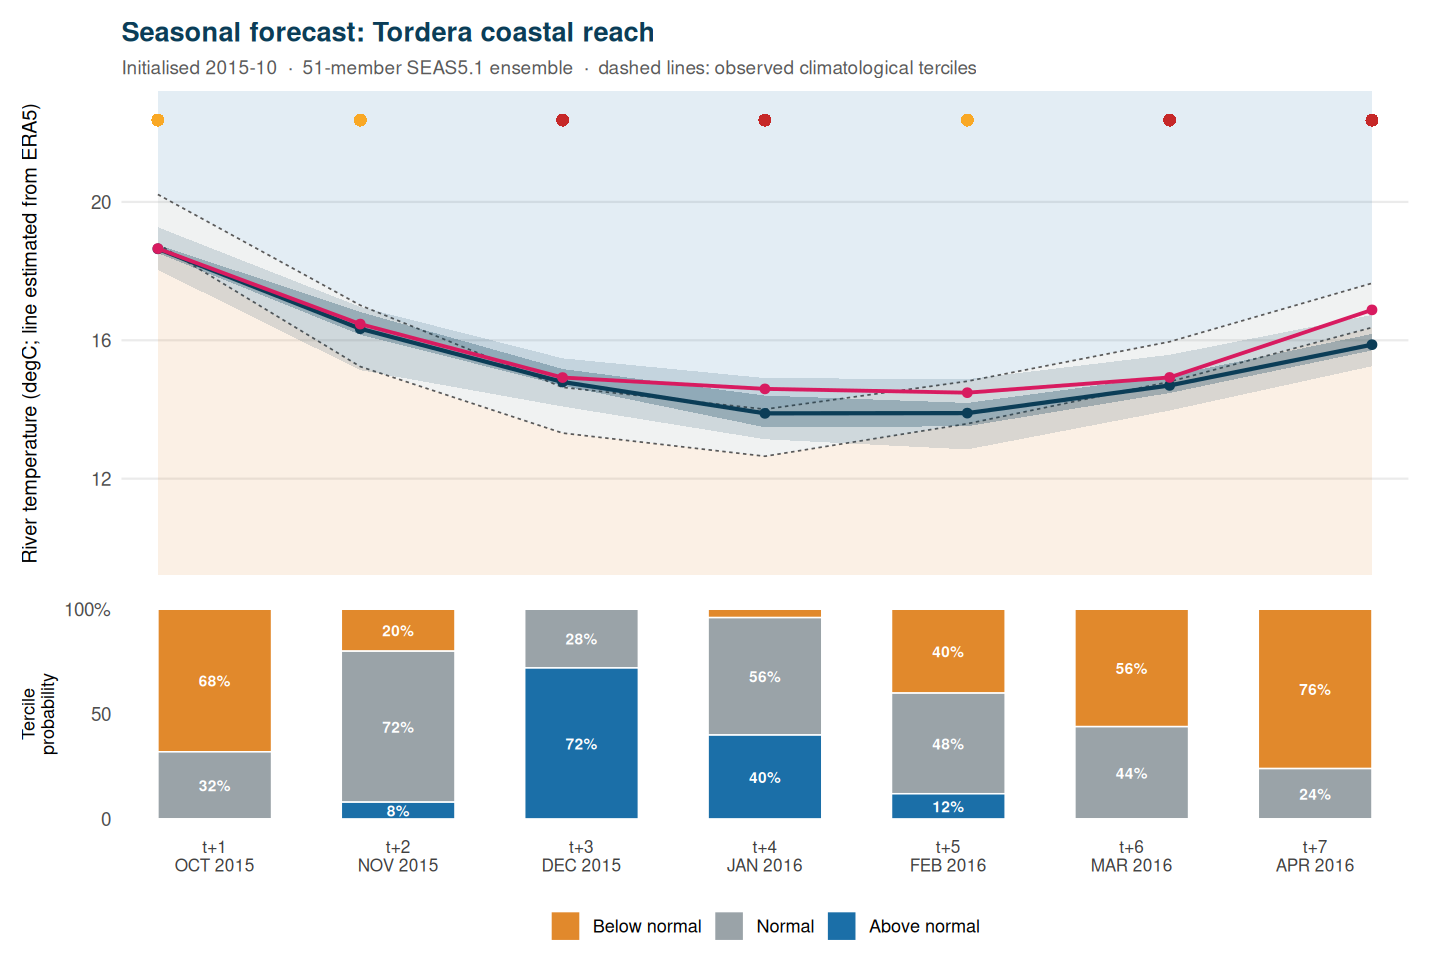 Seasonal forecast: Tordera coastal reach
Initialised 2015-10 · 51-member SEAS5.1 ensemble · dashed lines: observed climatological terciles
River temperature (degC; line estimated from ERA5)
20
16
12
Tercile
probability
100%
50
0
68%
32%
20%
72%
8%
28%
72%
56%
40%
40%
48%
12%
56%
44%
76%
24%
t+1
OCT 2015
t+2
NOV 2015
t+3
DEC 2015
t+4
JAN 2016
t+5
FEB 2016
t+6
MAR 2016
t+7
APR 2016
Below normal
Normal
Above normal